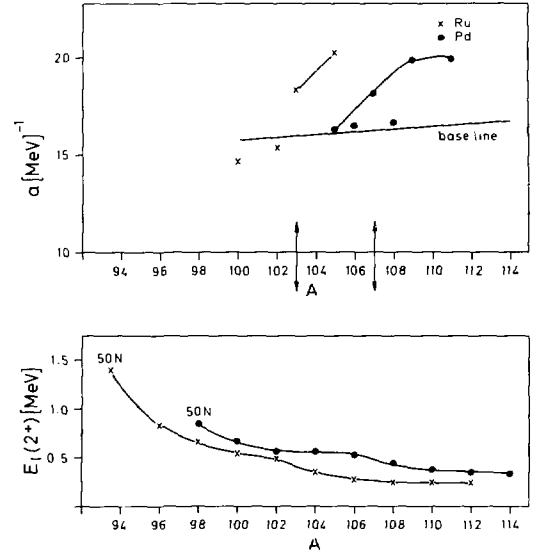 x Ru
● Pd
20
15
10
a [MeV]⁻¹
base line
94 96 98 100 102 104 106 108 110 112 114
A
1.5
1.0
0.5
E₁(2+) [MeV]
50N
50N
94 96 98 100 102 104 106 108 110 112 114
A